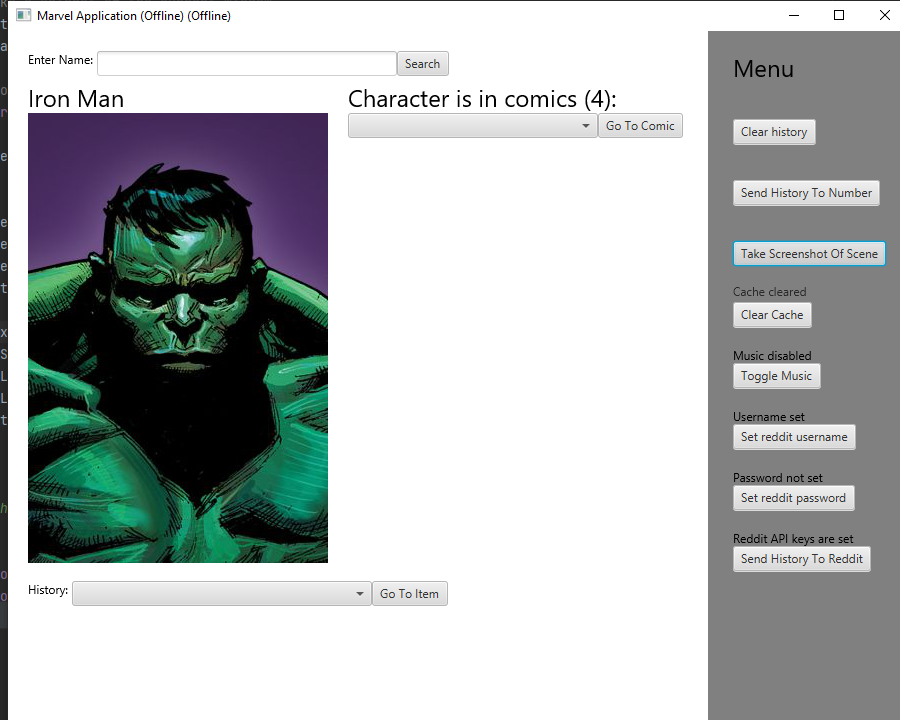 Marvel Application (Offline) (Offline)
Enter Name:
Search
Iron Man
Character is in comics (4):
Go To Comic
History:
Go To Item
Menu
Clear history
Send History To Number
Take Screenshot Of Scene
Cache cleared
Clear Cache
Music disabled
Toggle Music
Username set
Set reddit username
Password not set
Set reddit password
Reddit API keys are set
Send History To Reddit